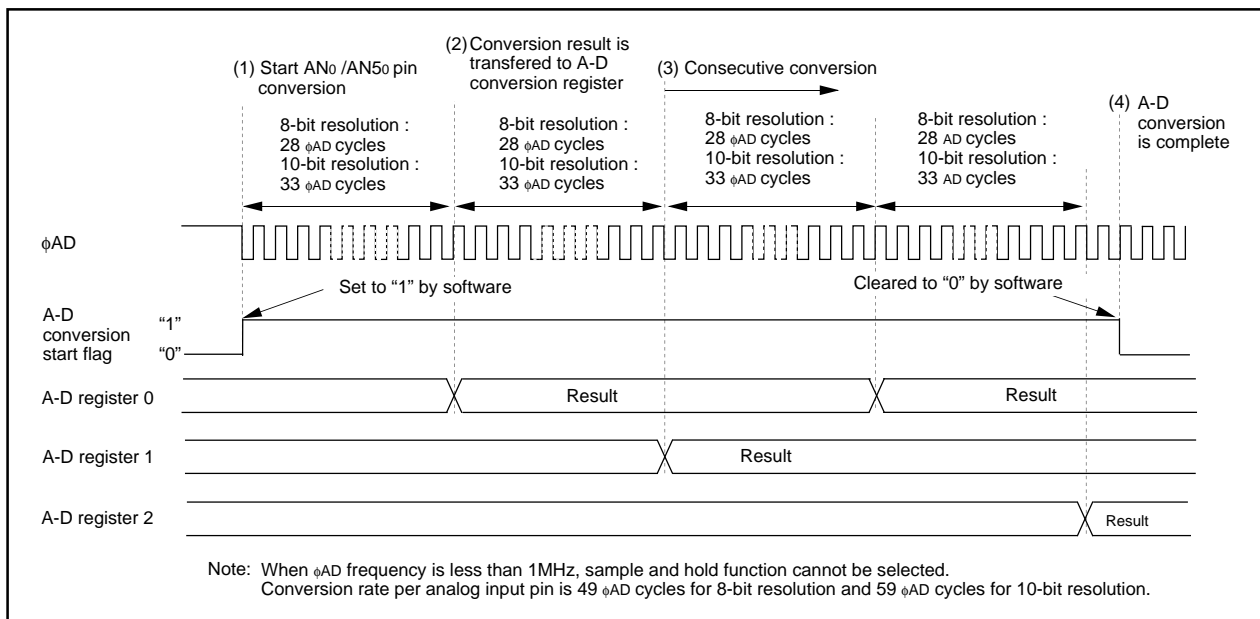 (1) Start AN0 /AN50 pin
conversion
(2) Conversion result is
transfered to A-D
conversion register
(3) Consecutive conversion
(4) A-D
conversion
is complete
8-bit resolution :
28 φAD cycles
10-bit resolution :
33 φAD cycles
8-bit resolution :
28 φAD cycles
10-bit resolution :
33 φAD cycles
8-bit resolution :
28 φAD cycles
10-bit resolution :
33 φAD cycles
8-bit resolution :
28 AD cycles
10-bit resolution :
33 AD cycles
φAD
Set to “1” by software
Cleared to “0” by software
A-D
conversion “1”
start flag “0”
A-D register 0
Result
Result
A-D register 1
Result
A-D register 2
Result
Note: When φAD frequency is less than 1MHz, sample and hold function cannot be selected.
Conversion rate per analog input pin is 49 φAD cycles for 8-bit resolution and 59 φAD cycles for 10-bit resolution.